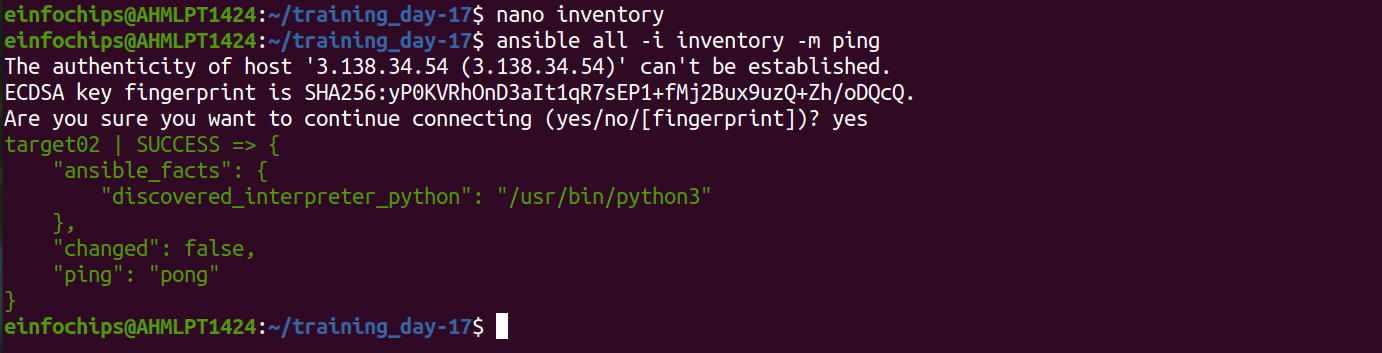 einfochips@AHMLPT1424:~/training_day-17$ nano inventory
einfochips@AHMLPT1424:~/training_day-17$ ansible all -i inventory -m ping
The authenticity of host '3.138.34.54 (3.138.34.54)' can't be established.
ECDSA key fingerprint is SHA256:yP0KVRhOnD3aIt1qR7sEP1+fMj2Bux9uzQ+Zh/oDQcQ.
Are you sure you want to continue connecting (yes/no/[fingerprint])? yes
target02 | SUCCESS => {
    "ansible_facts": {
        "discovered_interpreter_python": "/usr/bin/python3"
    },
    "changed": false,
    "ping": "pong"
}
einfochips@AHMLPT1424:~/training_day-17$